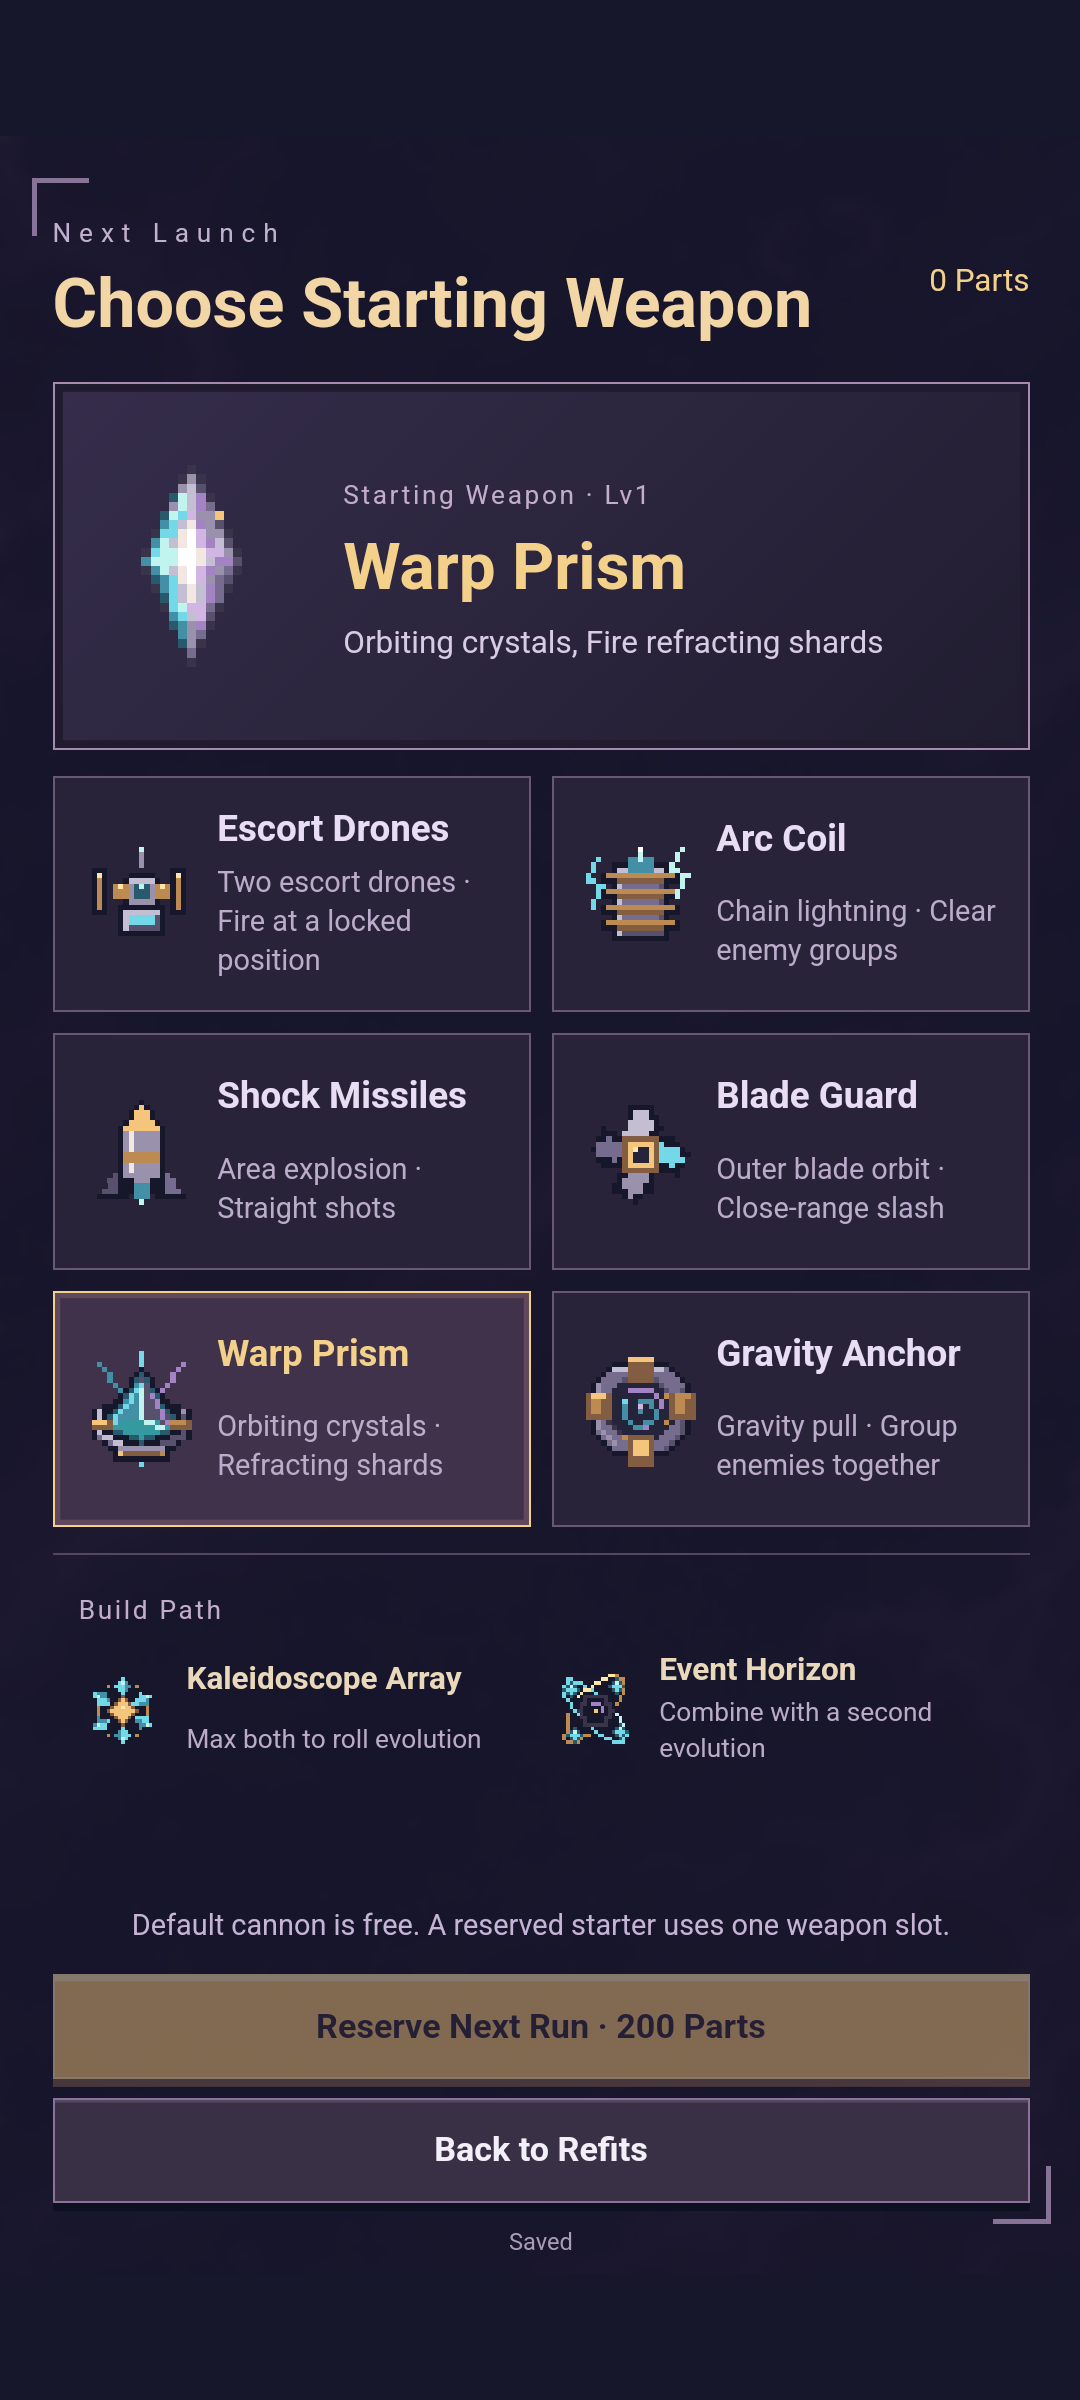 Next Launch
Choose Starting Weapon
0 Parts
Starting Weapon · Lv1
Warp Prism
Orbiting crystals, Fire refracting shards
Escort Drones
Two escort drones ·
Fire at a locked
position
Arc Coil
Chain lightning · Clear
enemy groups
Shock Missiles
Area explosion ·
Straight shots
Blade Guard
Outer blade orbit ·
Close-range slash
Warp Prism
Orbiting crystals ·
Refracting shards
Gravity Anchor
Gravity pull · Group
enemies together
Build Path
Kaleidoscope Array
Max both to roll evolution
Event Horizon
Combine with a second
evolution
Default cannon is free. A reserved starter uses one weapon slot.
Reserve Next Run · 200 Parts
Back to Refits
Saved